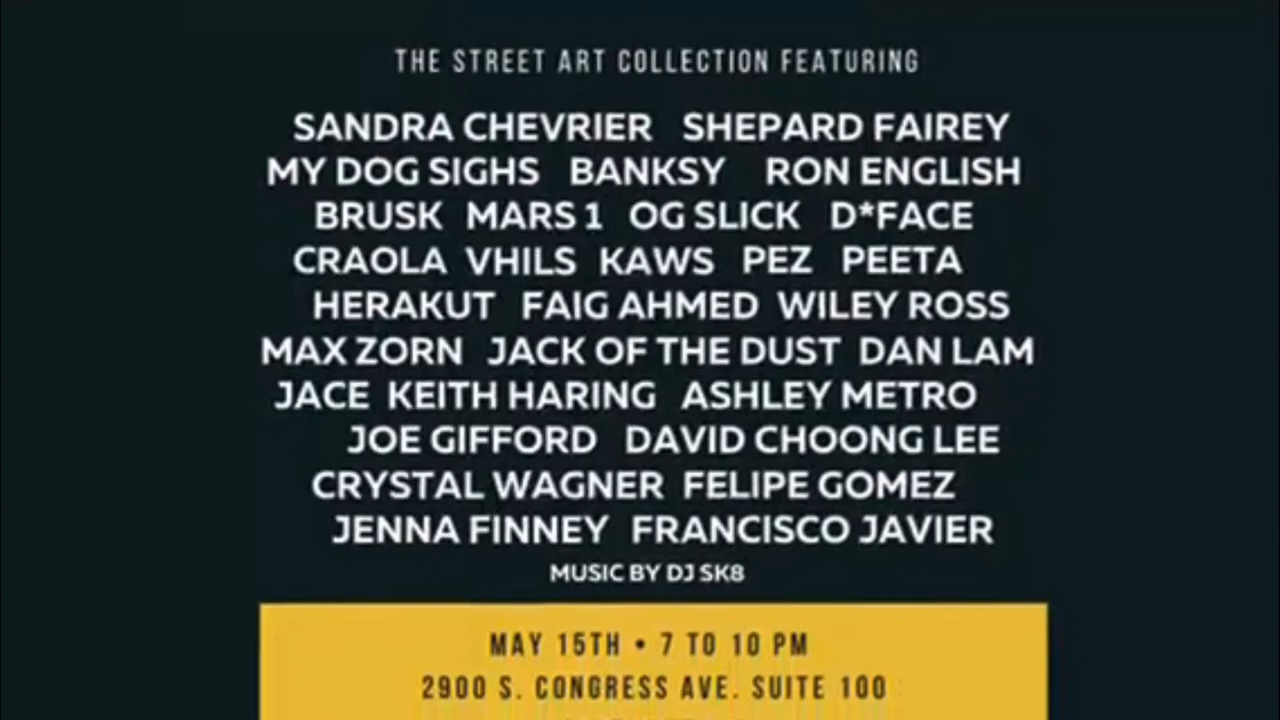 THE STREET ART COLLECTION FEATURING
SANDRA CHEVRIER SHEPARD FAIREY
MY DOG SIGHS BANKSY RON ENGLISH
BRUSK MARS 1 OG SLICK D*FACE
CRAOLA VHILS KAWS PEZ PEETA
HERAKUT FAIG AHMED WILEY ROSS
MAX ZORN JACK OF THE DUST DAN LAM
JACE KEITH HARING ASHLEY METRO
JOE GIFFORD DAVID CHOONG LEE
CRYSTAL WAGNER FELIPE GOMEZ
JENNA FINNEY FRANCISCO JAVIER
MUSIC BY DJ SK8
MAY 15TH • 7 TO 10 PM
2900 S. CONGRESS AVE. SUITE 100